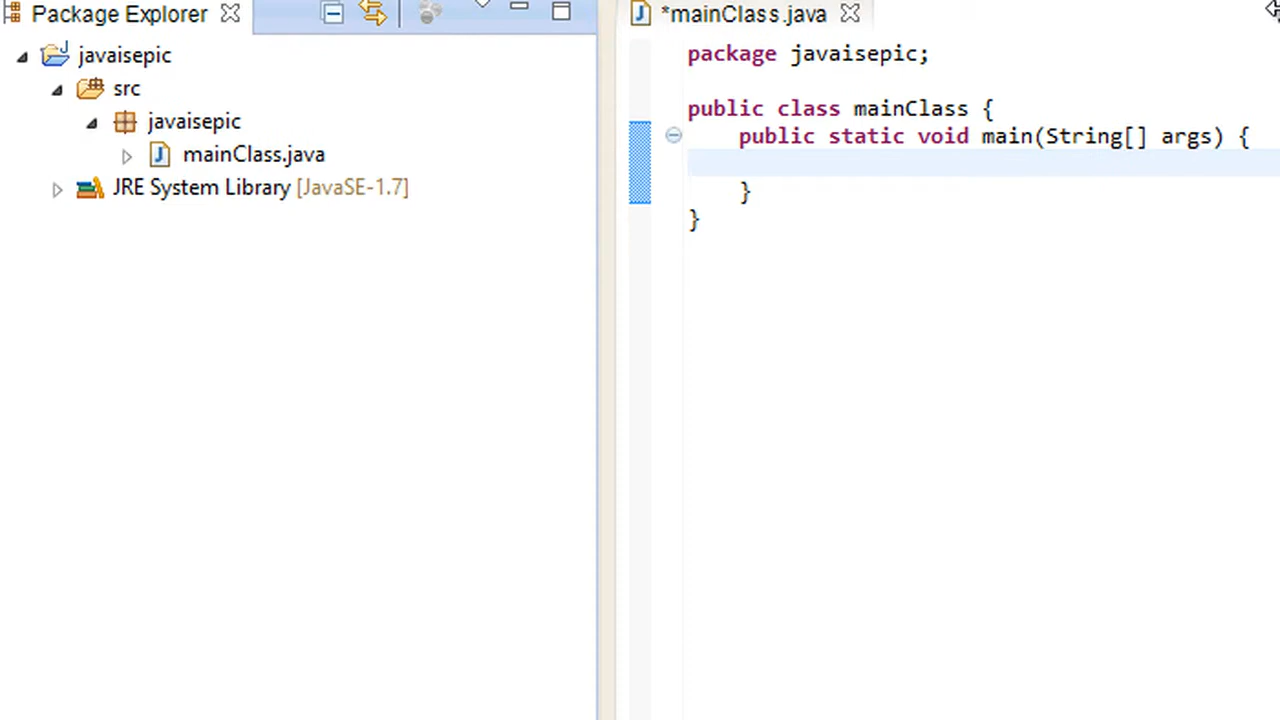 Package Explorer
javaisepic
src
javaisepic
mainClass.java
JRE System Library [JavaSE-1.7]
*mainClass.java
package javaisepic;
public class mainClass {
public static void main(String[] args) {
}
}